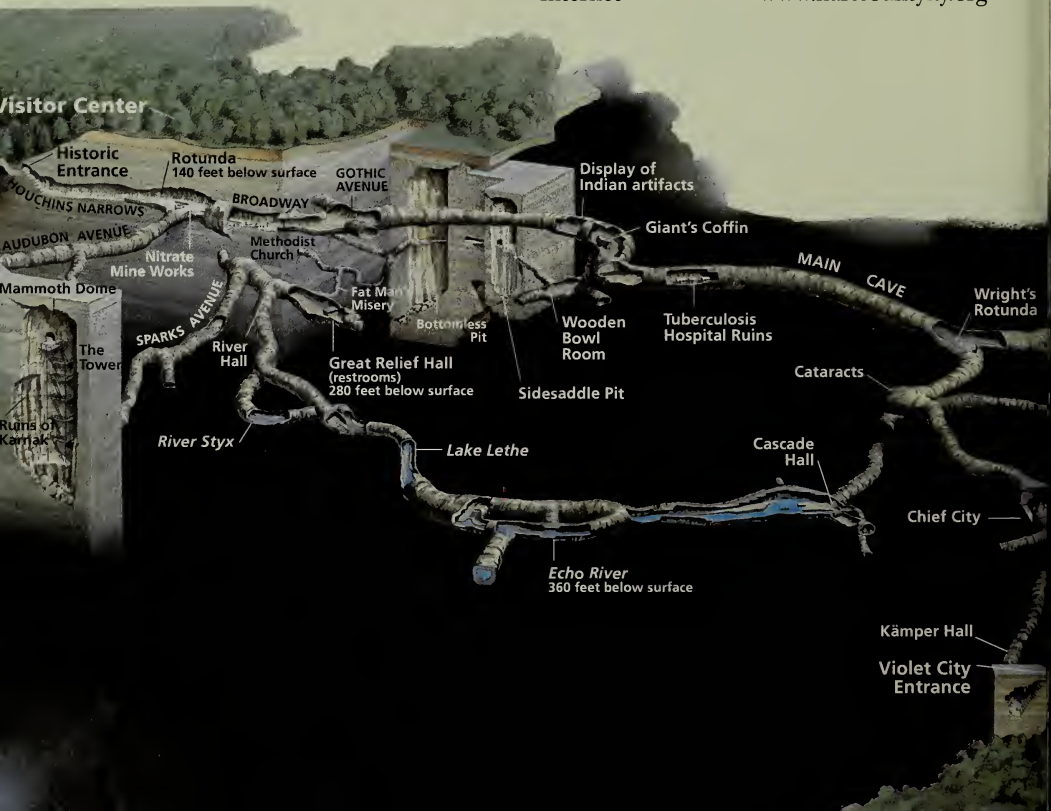 Visitor Center
Historic
Entrance
Rotunda
140 feet below surface
GOTHIC
AVENUE
Display of
Indian artifacts
HOUCHINS NARROWS
BROADWAY
Giant's Coffin
AUDUBON AVENUE
Methodist
Church
Nitrate
Mine Works
MAIN CAVE
Mammoth Dome
Fat Man's
Misery
Wright's
Rotunda
SPARKS AVENUE
Bottomless
Pit
Wooden
Bowl
Room
Tuberculosis
Hospital Ruins
The
Tower
River
Hall
Great Relief Hall
(restrooms)
280 feet below surface
Cataracts
Sidesaddle Pit
Ruins of
Karnak
River Styx
Lake Lethe
Cascade
Hall
Chief City
Echo River
360 feet below surface
Kämper Hall
Violet City
Entrance